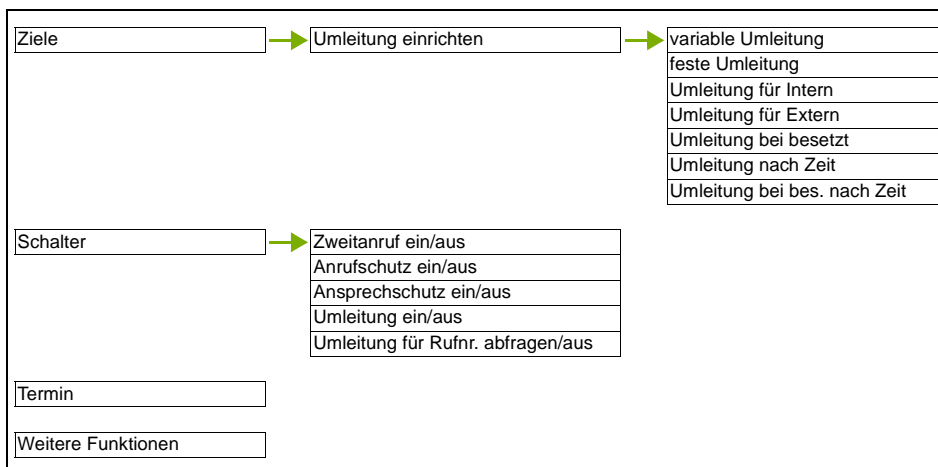 Ziele
Umleitung einrichten
variable Umleitung
feste Umleitung
Umleitung für Intern
Umleitung für Extern
Umleitung bei besetzt
Umleitung nach Zeit
Umleitung bei bes. nach Zeit
Schalter
Zweitanruf ein/aus
Anrufschutz ein/aus
Ansprechschutz ein/aus
Umleitung ein/aus
Umleitung für Rufnr. abfragen/aus
Termin
Weitere Funktionen